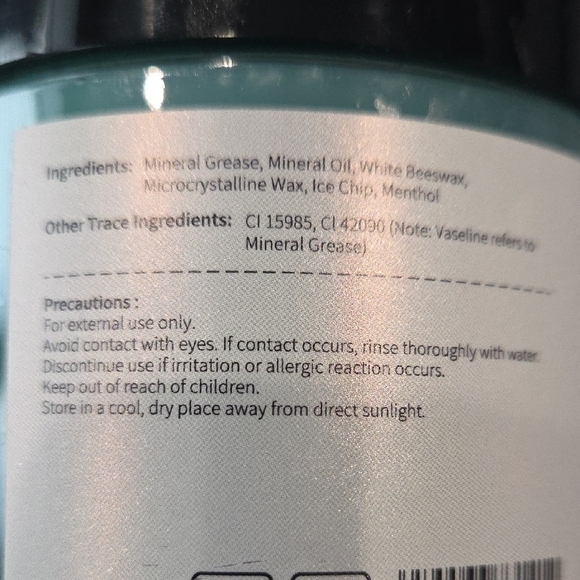 Ingredients: Mineral Grease, Mineral Oil, White Beeswax,
Microcrystalline Wax, Ice Chip, Menthol
Other Trace Ingredients: CI 15985, CI 42090 (Note: Vaseline refers to
Mineral Grease)
Precautions :
For external use only.
Avoid contact with eyes. If contact occurs, rinse thoroughly with water.
Discontinue use if irritation or allergic reaction occurs.
Keep out of reach of children.
Store in a cool, dry place away from direct sunlight.